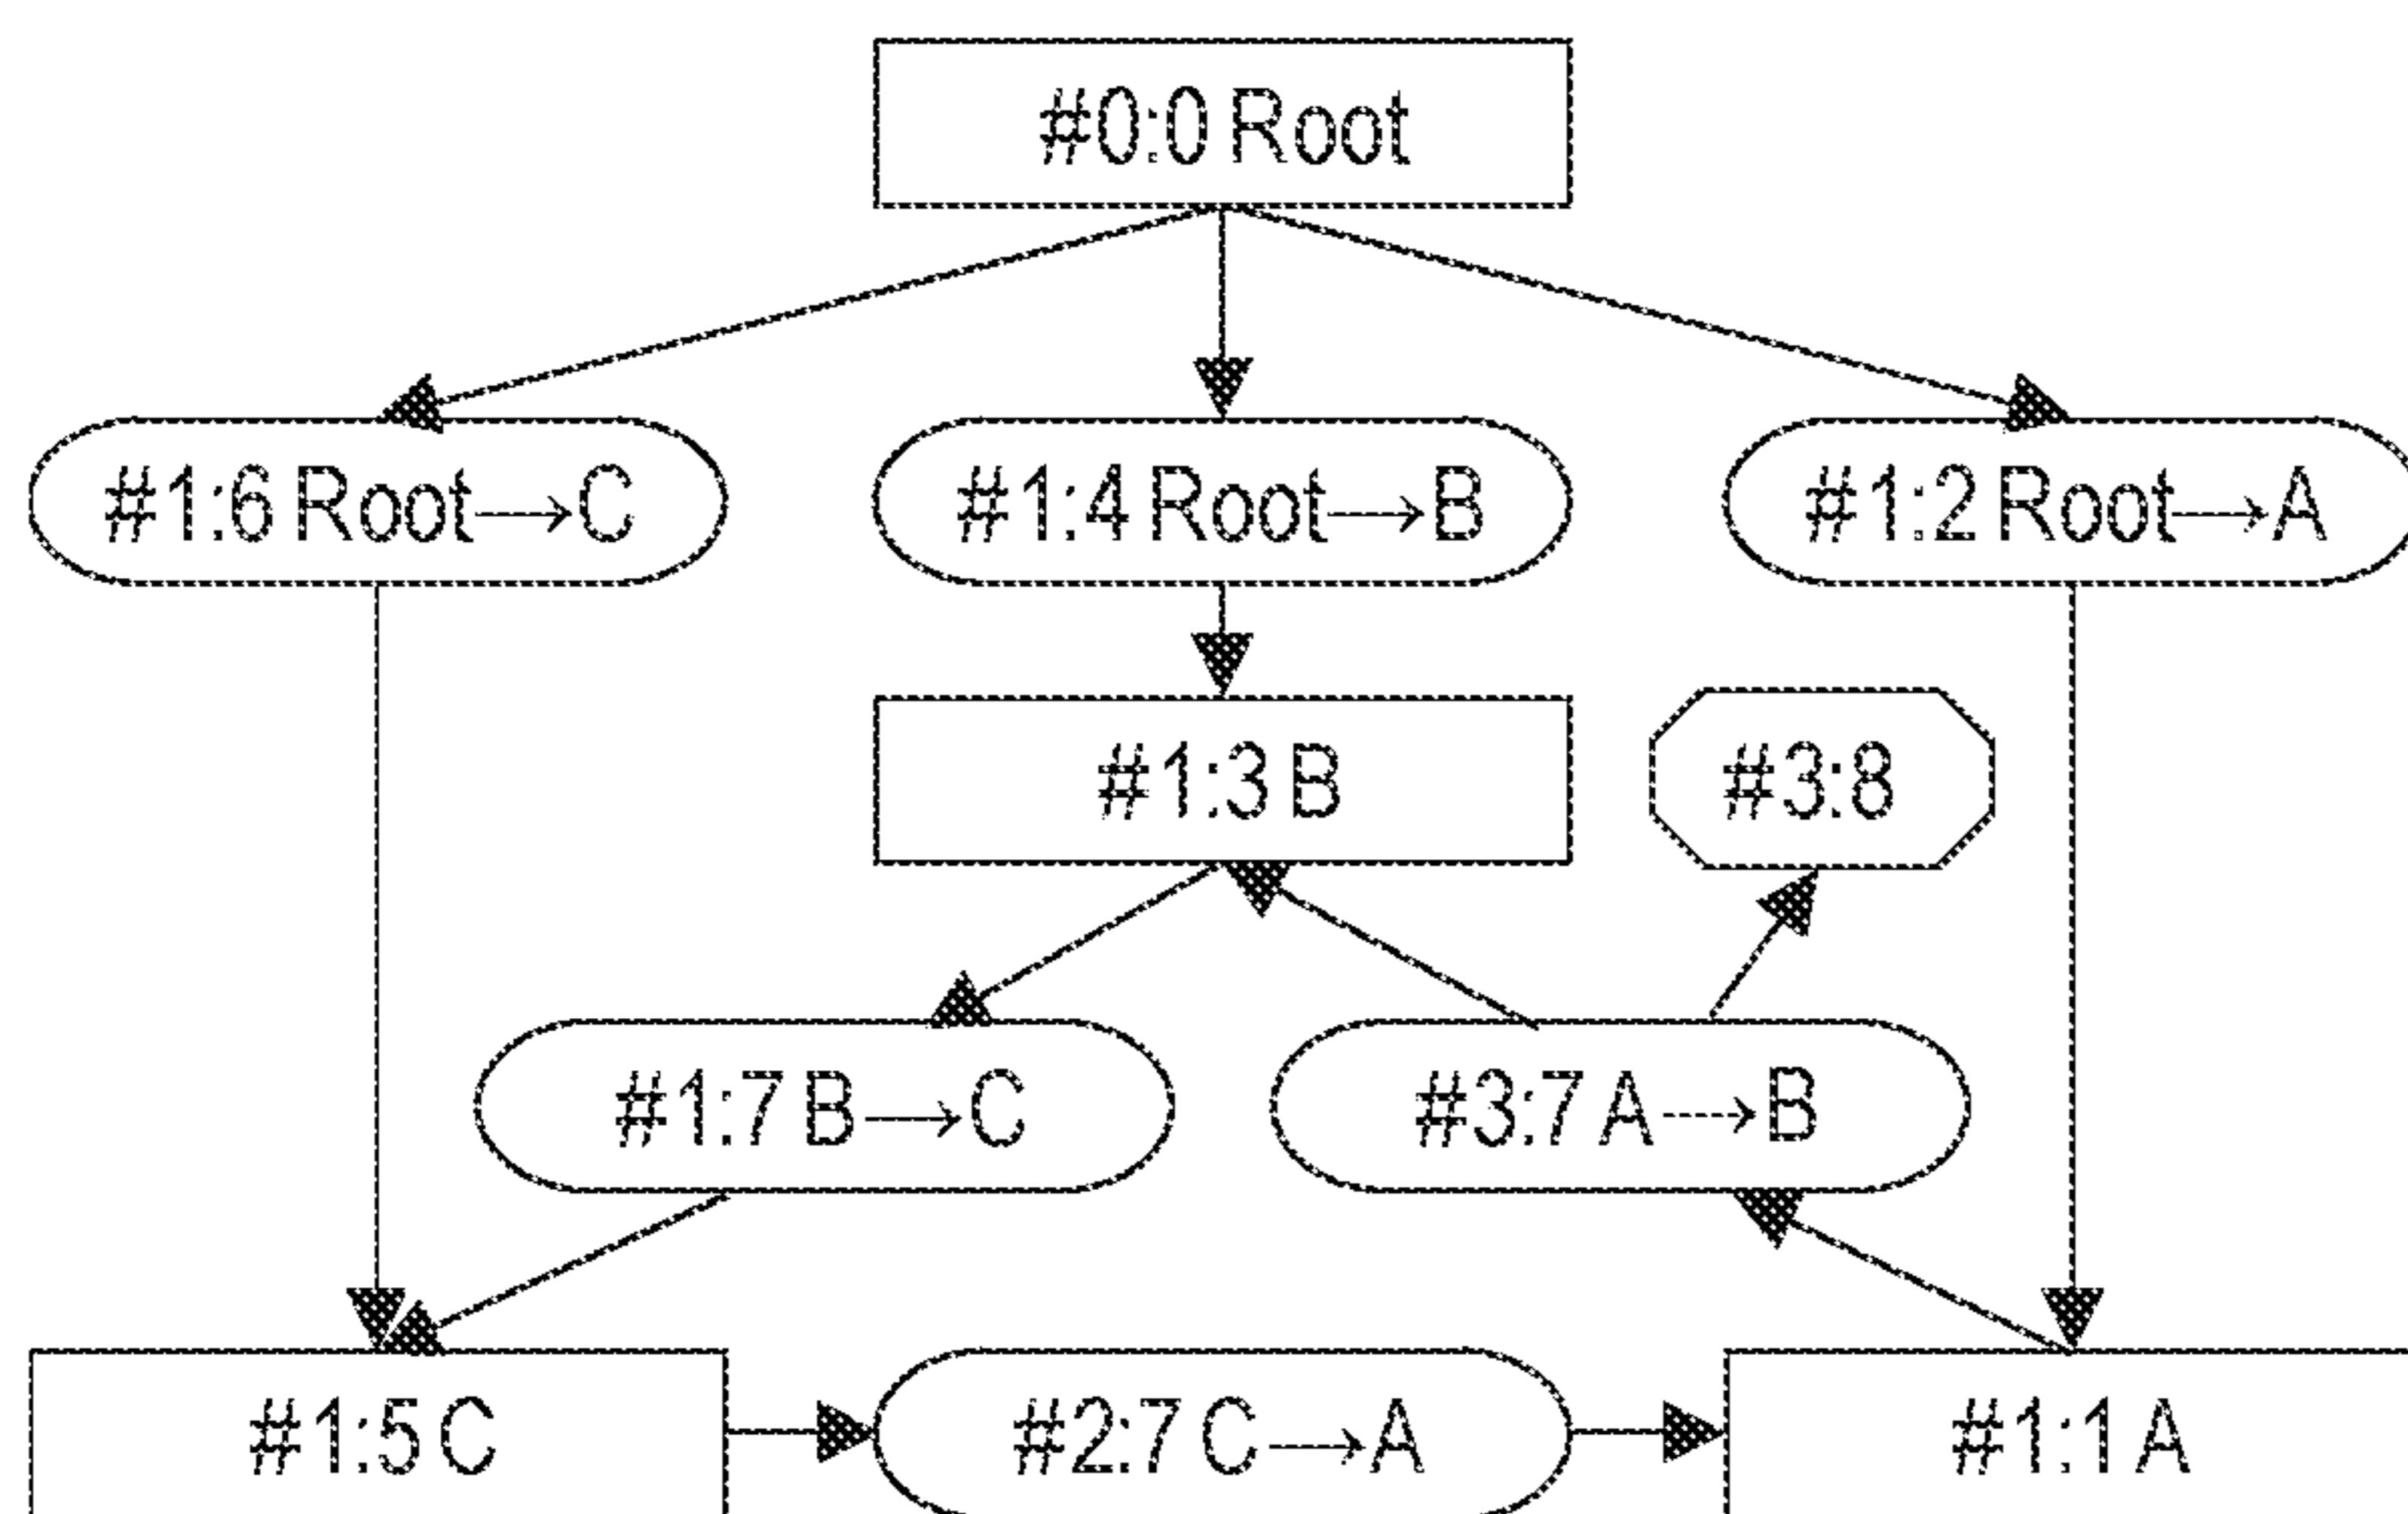 #0:0 Root
#1:6 Root→C
#1:4 Root→B
#1:2 Root→A
#1:3 B
#3:8
#1:7 B→C
#3:7 A⇢B
#1:5 C
#2:7 C→A
#1:1 A